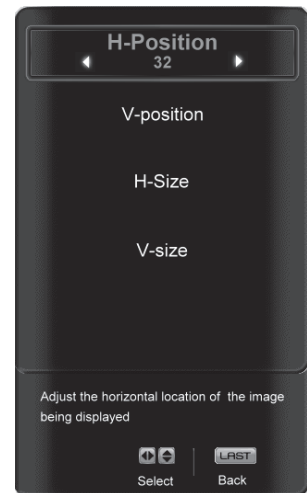 H-Position
32
V-position
H-Size
V-size
Adjust the horizontal location of the image
being displayed
LAST
Select Back